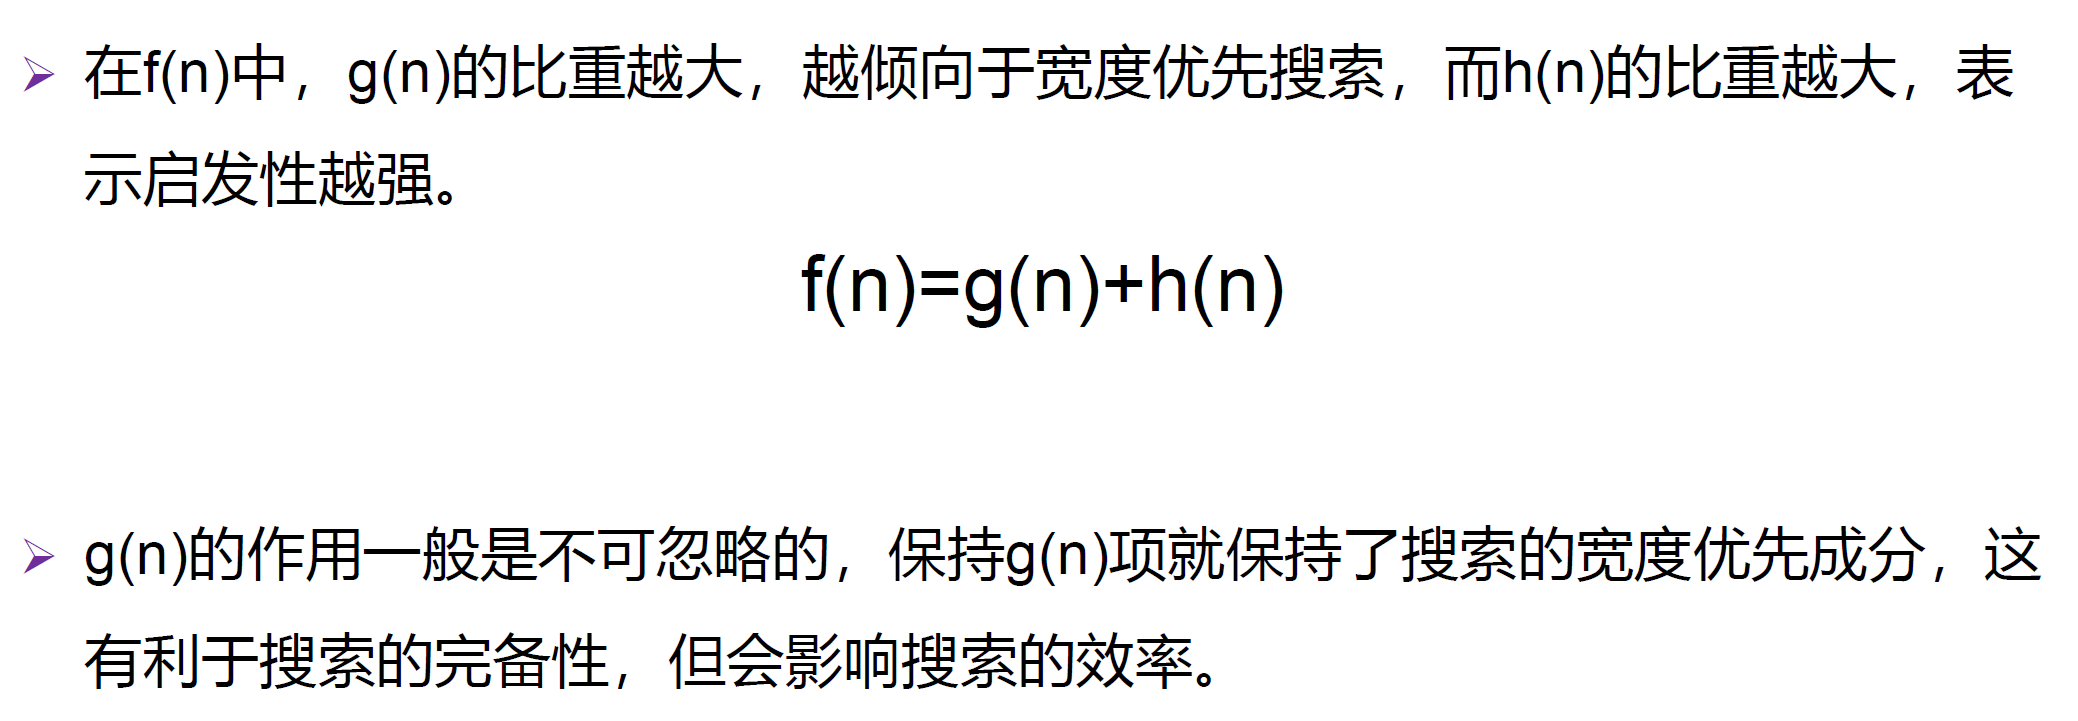 ➢ 在f(n)中，g(n)的比重越大，越倾向于宽度优先搜索，而h(n)的比重越大，表
示启发性越强。
f(n)=g(n)+h(n)
➢ g(n)的作用一般是不可忽略的，保持g(n)项就保持了搜索的宽度优先成分，这
有利于搜索的完备性，但会影响搜索的效率。